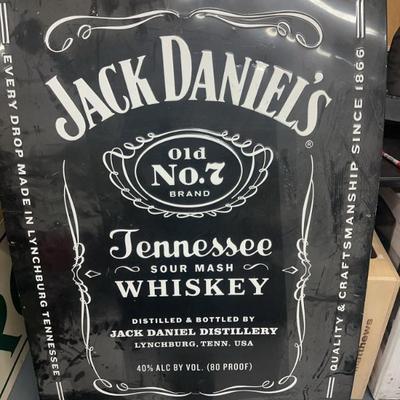 JACK DANIEL'S
®
Old
No.7
BRAND
Tennessee
SOUR MASH
WHISKEY
DISTILLED & BOTTLED BY
JACK DANIEL DISTILLERY
LYNCHBURG, TENN. USA
40% ALC BY VOL. (80 PROOF)
EVERY DROP MADE IN LYNCHBURG TENNESSEE
QUALITY & CRAFTSMANSHIP SINCE 1866